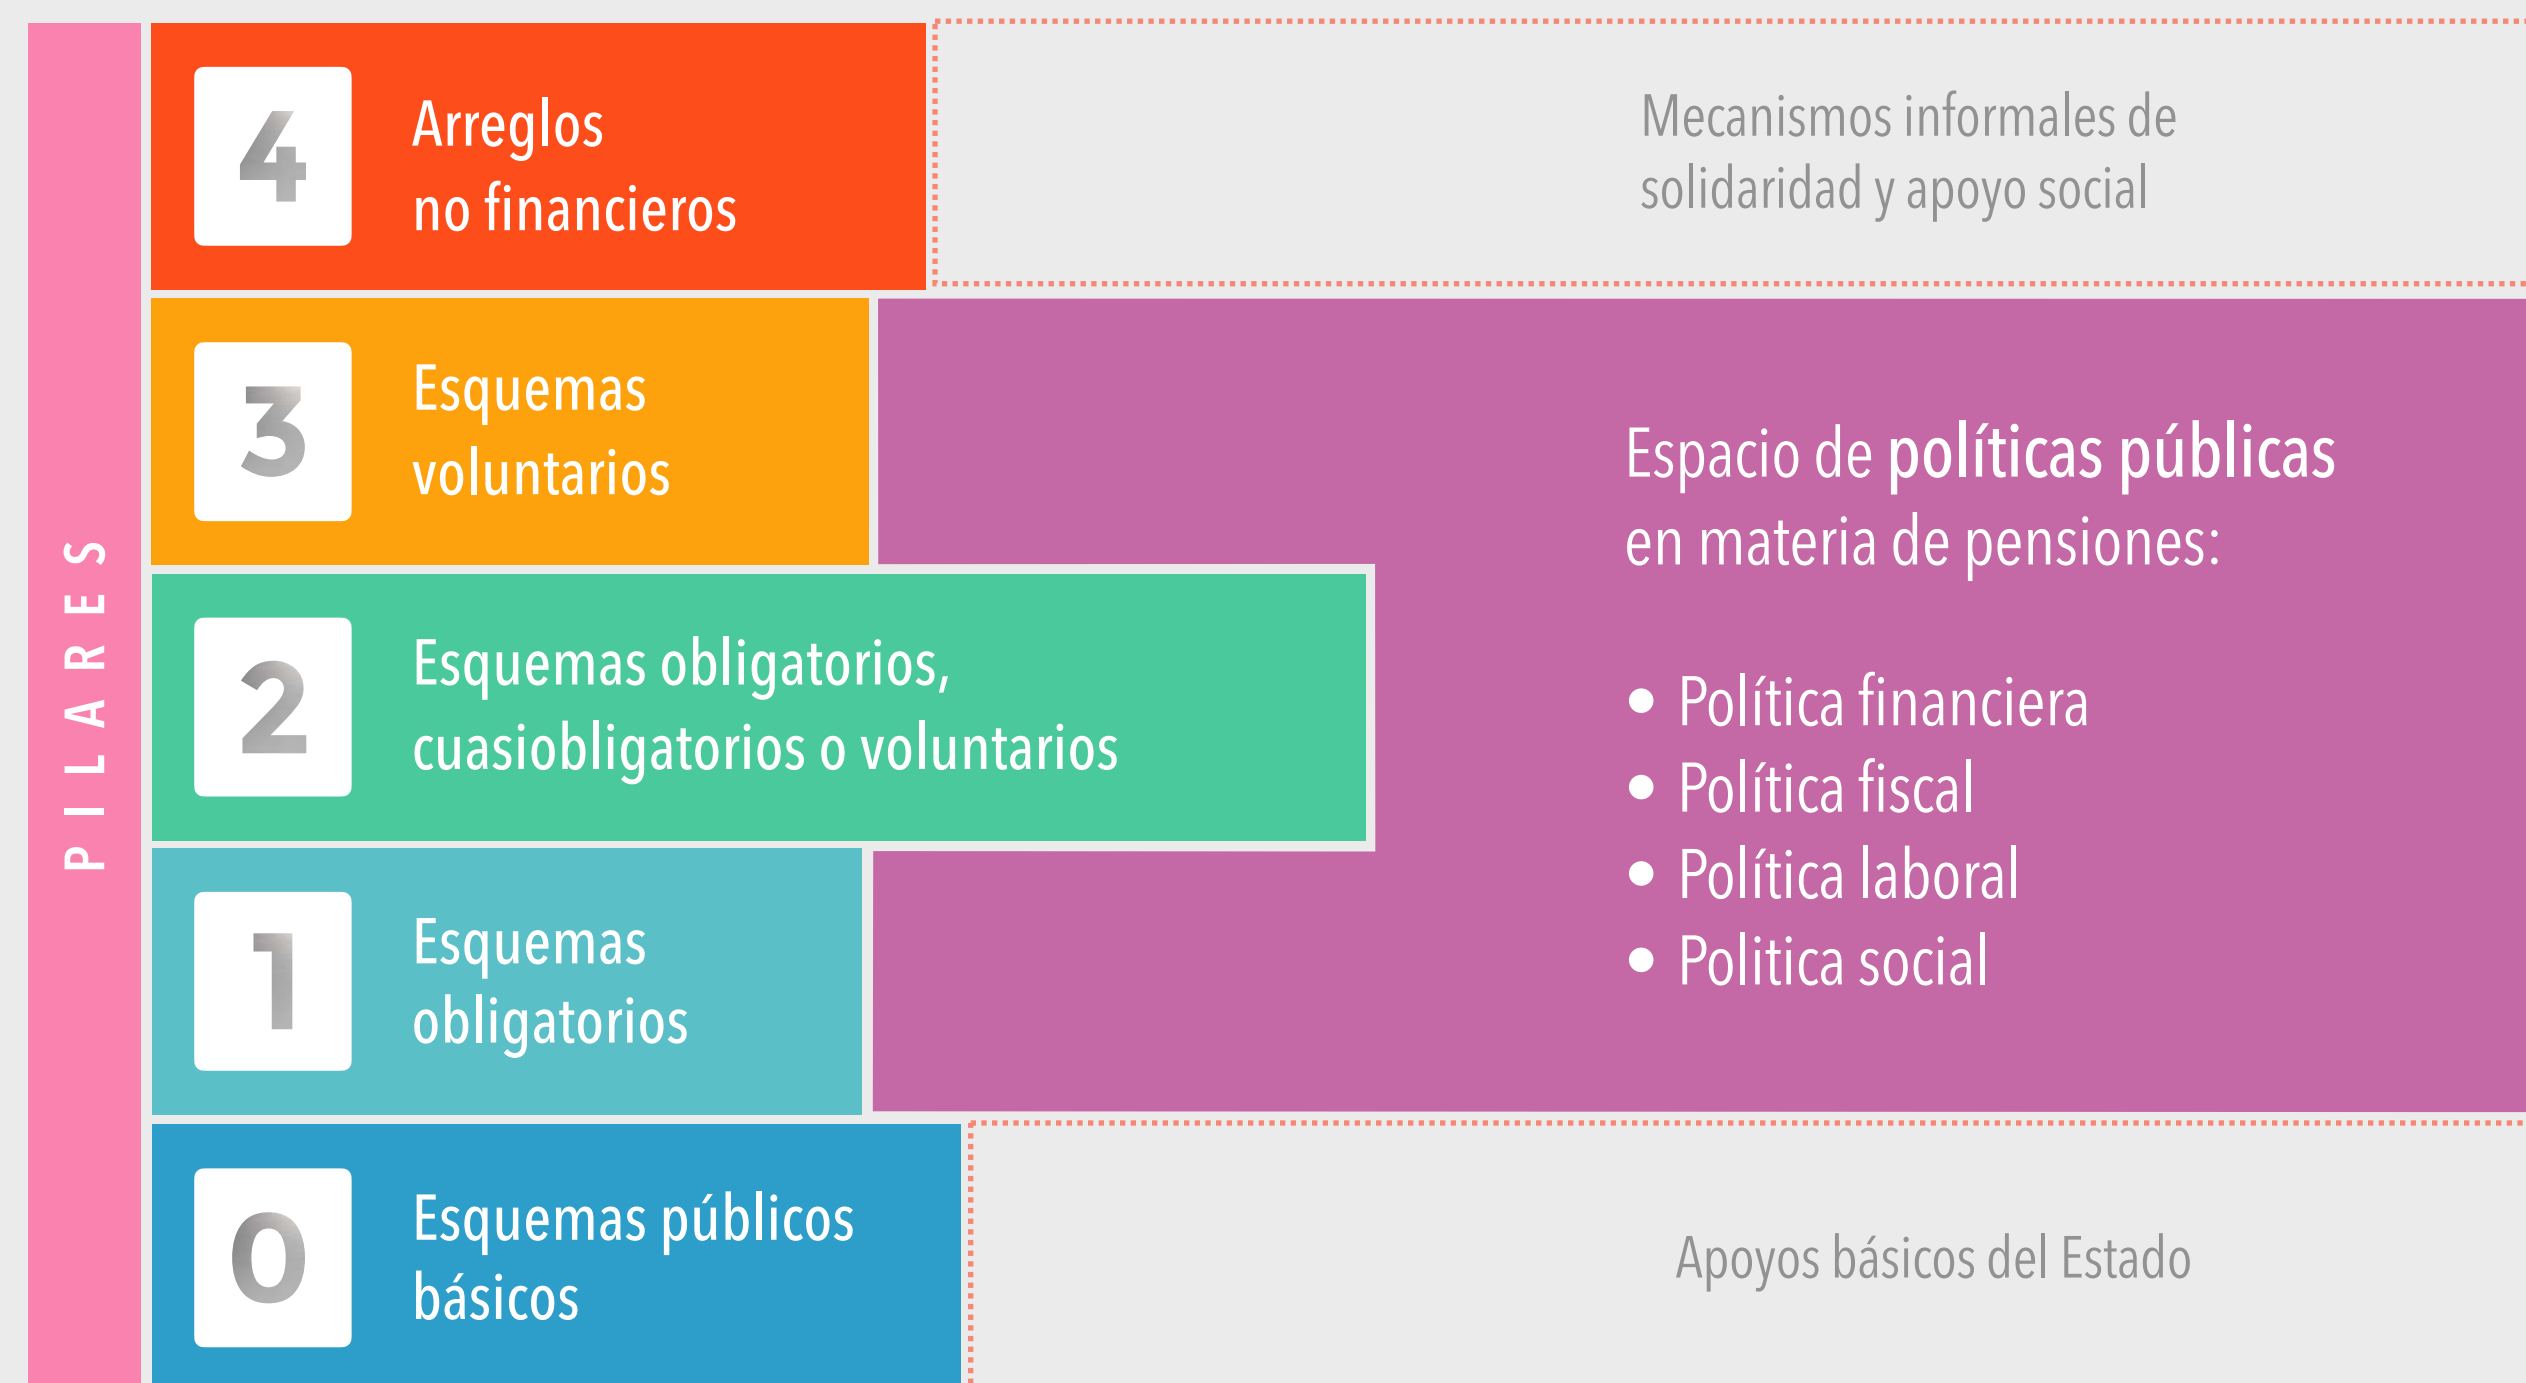 PILARES
4
Arreglos
no financieros
Mecanismos informales de
solidaridad y apoyo social
3
Esquemas
voluntarios
2
Esquemas obligatorios,
cuasiobligatorios o voluntarios
1
Esquemas
obligatorios
Espacio de políticas públicas
en materia de pensiones:
• Política financiera
• Política fiscal
• Política laboral
• Politica social
0
Esquemas públicos
básicos
Apoyos básicos del Estado